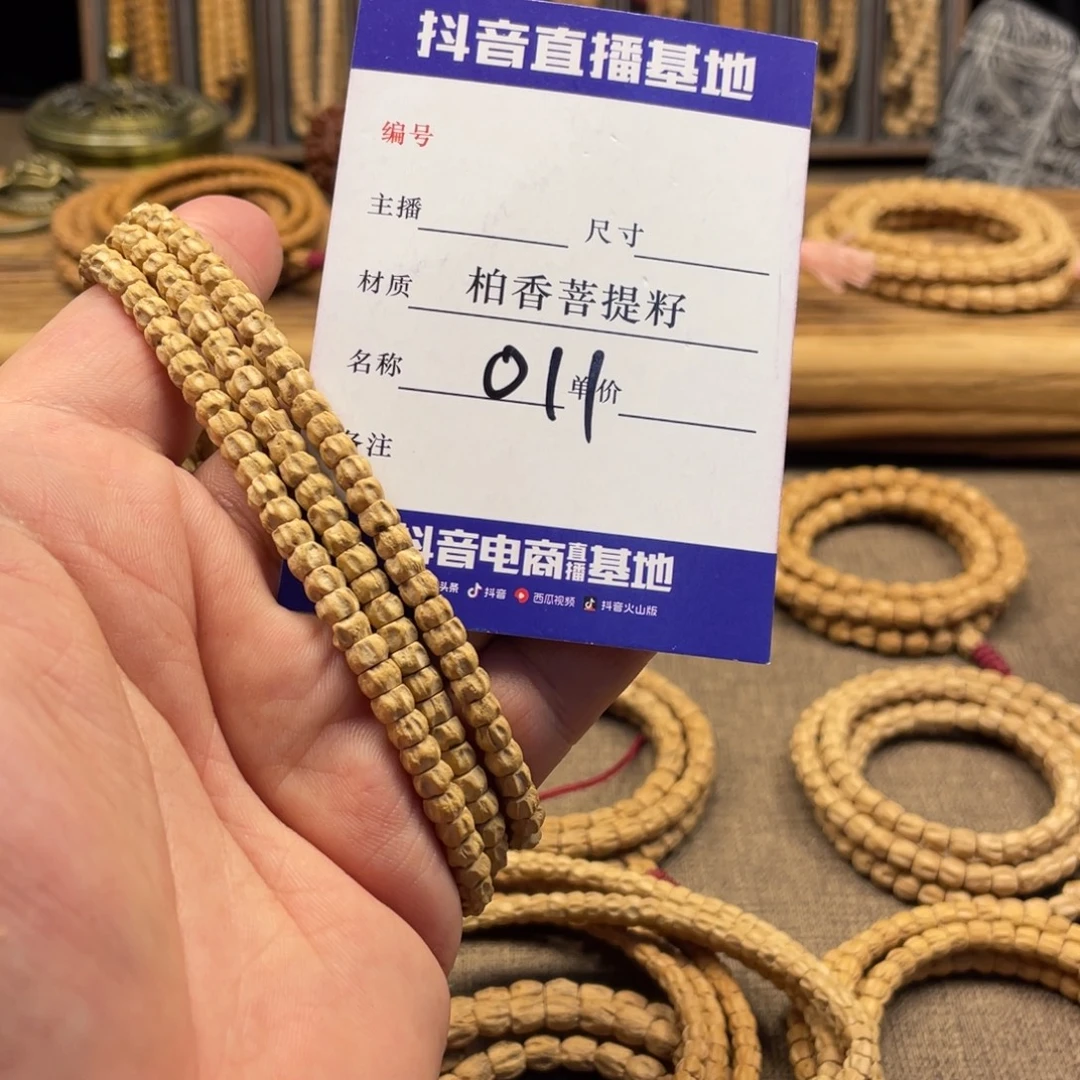 抖音直播基地
编号
主播 尺寸
材质 柏香菩提籽
名称 011 单价
备注
抖音电商直播基地
头条 抖音 西瓜视频 抖音火山版